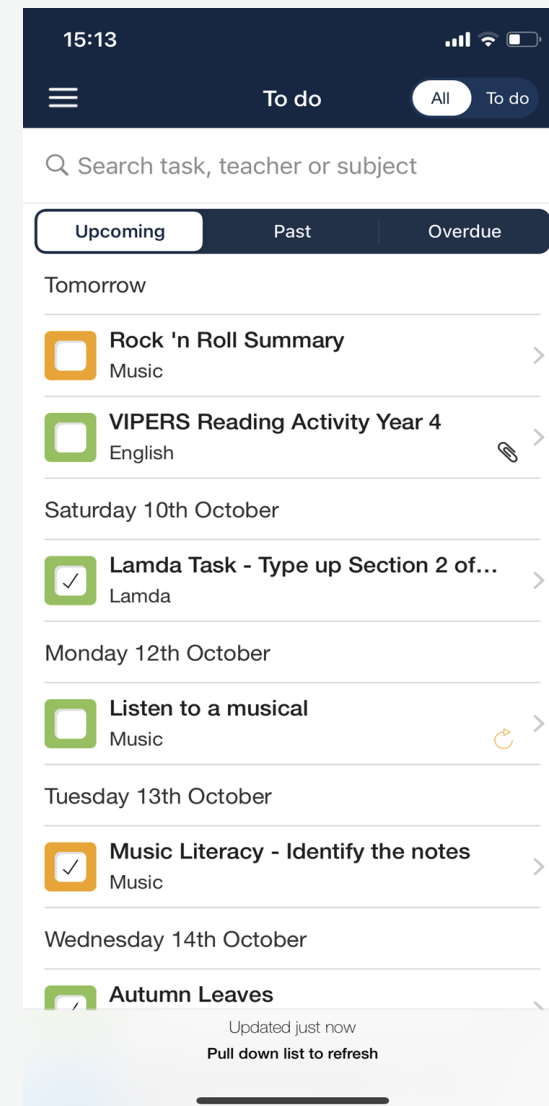 15:13
To do
All
To do
Search task, teacher or subject
Upcoming
Past
Overdue
Tomorrow
Rock 'n Roll Summary
Music
VIPERS Reading Activity Year 4
English
Saturday 10th October
Lamda Task - Type up Section 2 of...
Lamda
Monday 12th October
Listen to a musical
Music
Tuesday 13th October
Music Literacy - Identify the notes
Music
Wednesday 14th October
Autumn Leaves
Updated just now
Pull down list to refresh